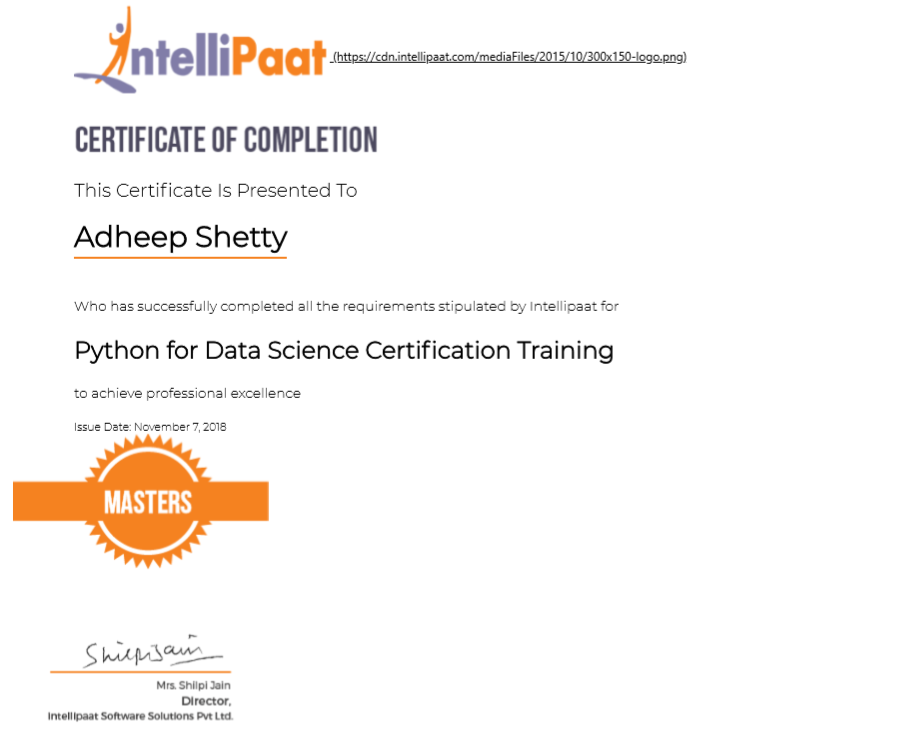 IntelliPaat (https://cdn.intellipaat.com/mediaFiles/2015/10/300x150-logo.png)
CERTIFICATE OF COMPLETION
This Certificate Is Presented To
Adheep Shetty
Who has successfully completed all the requirements stipulated by Intellipaat for
Python for Data Science Certification Training
to achieve professional excellence
Issue Date: November 7, 2018
MASTERS
Shilpi Jain
Mrs. Shilpi Jain
Director,
Intellipaat Software Solutions Pvt Ltd.